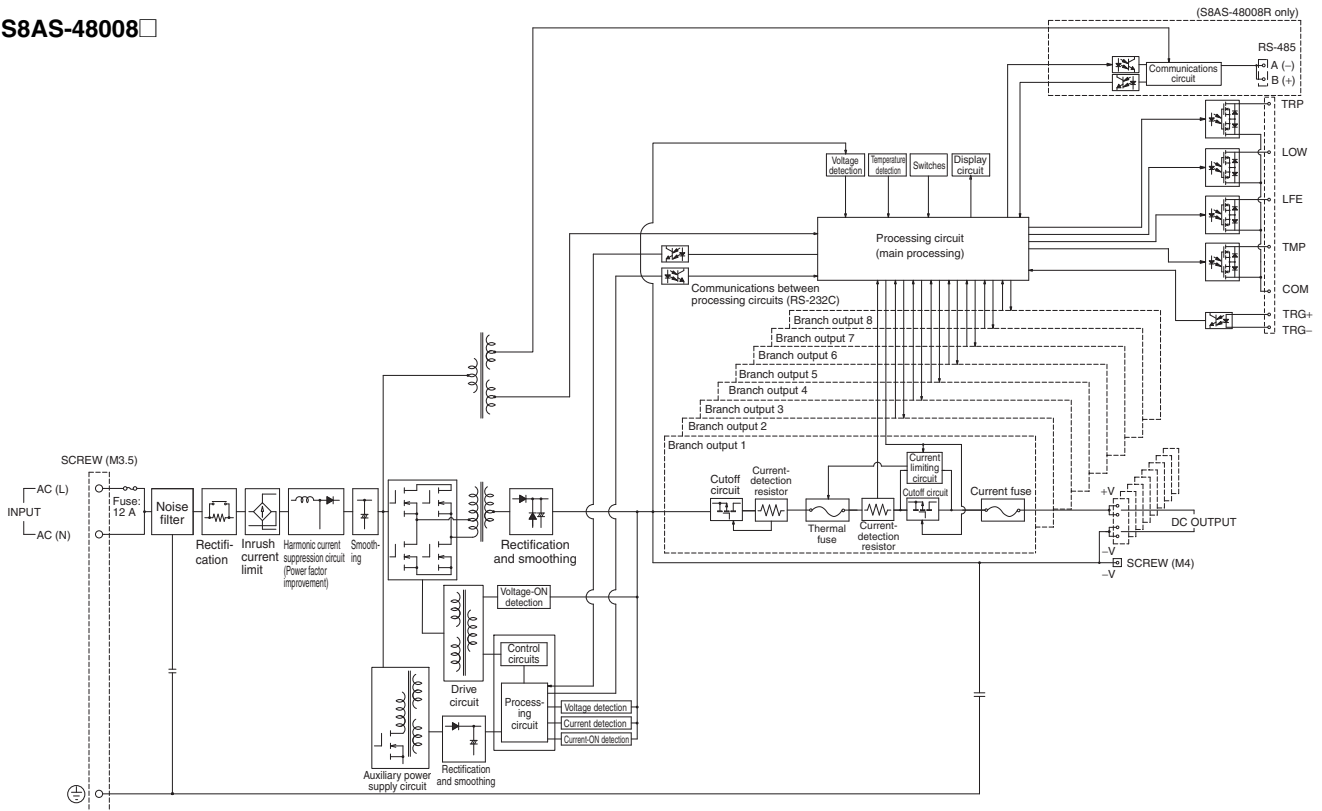 S8AS-48008□
(S8AS-48008R only)
RS-485
Communications
circuit
A (–)
B (+)
TRP
LOW
LFE
TMP
COM
TRG+
TRG–
Voltage
detection
Temperature
detection
Switches
Display
circuit
Processing circuit
(main processing)
Communications between
processing circuits (RS-232C)
Branch output 8
Branch output 7
Branch output 6
Branch output 5
Branch output 4
Branch output 3
Branch output 2
Branch output 1
Cutoff
circuit
Current-
detection
resistor
Thermal
fuse
Current-
detection
resistor
Current
limiting
circuit
Cutoff circuit
Current fuse
+V
DC OUTPUT
–V
SCREW (M4)
–V
SCREW (M3.5)
AC (L)
INPUT
AC (N)
Fuse:
12 A
Noise
filter
Rectifi-
cation
Inrush
current
limit
Harmonic current
suppression circuit
(Power factor
improvement)
Smooth-
ing
Rectification
and smoothing
Voltage-ON
detection
Drive
circuit
Control
circuits
Process-
ing
circuit
Voltage detection
Current detection
Current-ON detection
Auxiliary power
supply circuit
Rectification
and smoothing